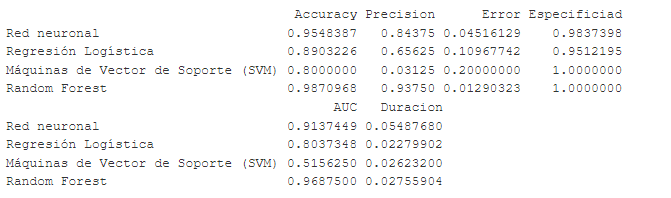 Accuracy Precision Error Especificiad
Red neuronal 0.9548387 0.84375 0.04516129 0.9837398
Regresión Logística 0.8903226 0.65625 0.10967742 0.9512195
Máquinas de Vector de Soporte (SVM) 0.8000000 0.03125 0.20000000 1.0000000
Random Forest 0.9870968 0.93750 0.01290323 1.0000000
AUC Duracion
Red neuronal 0.9137449 0.05487680
Regresión Logística 0.8037348 0.02279902
Máquinas de Vector de Soporte (SVM) 0.5156250 0.02623200
Random Forest 0.9687500 0.02755904